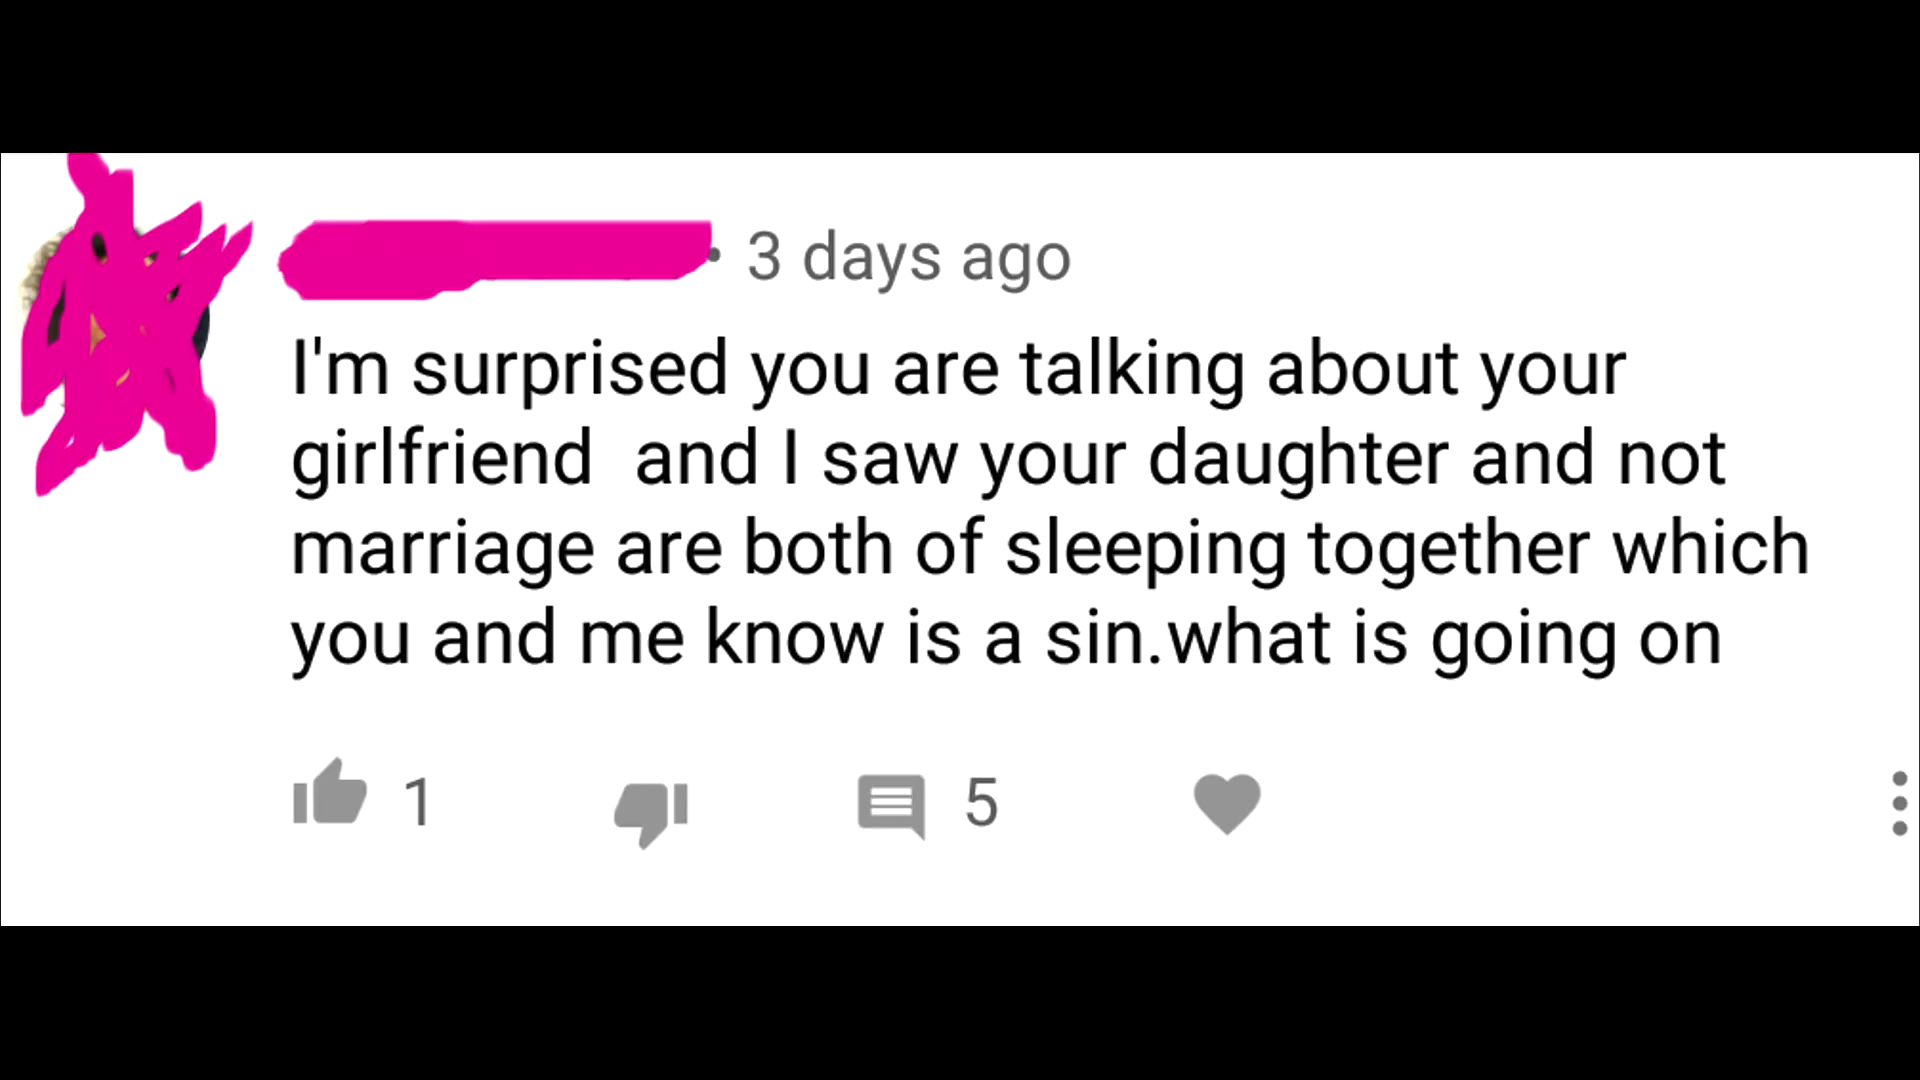 • 3 days ago
I'm surprised you are talking about your
girlfriend  and I saw your daughter and not
marriage are both of sleeping together which
you and me know is a sin.what is going on
1 5